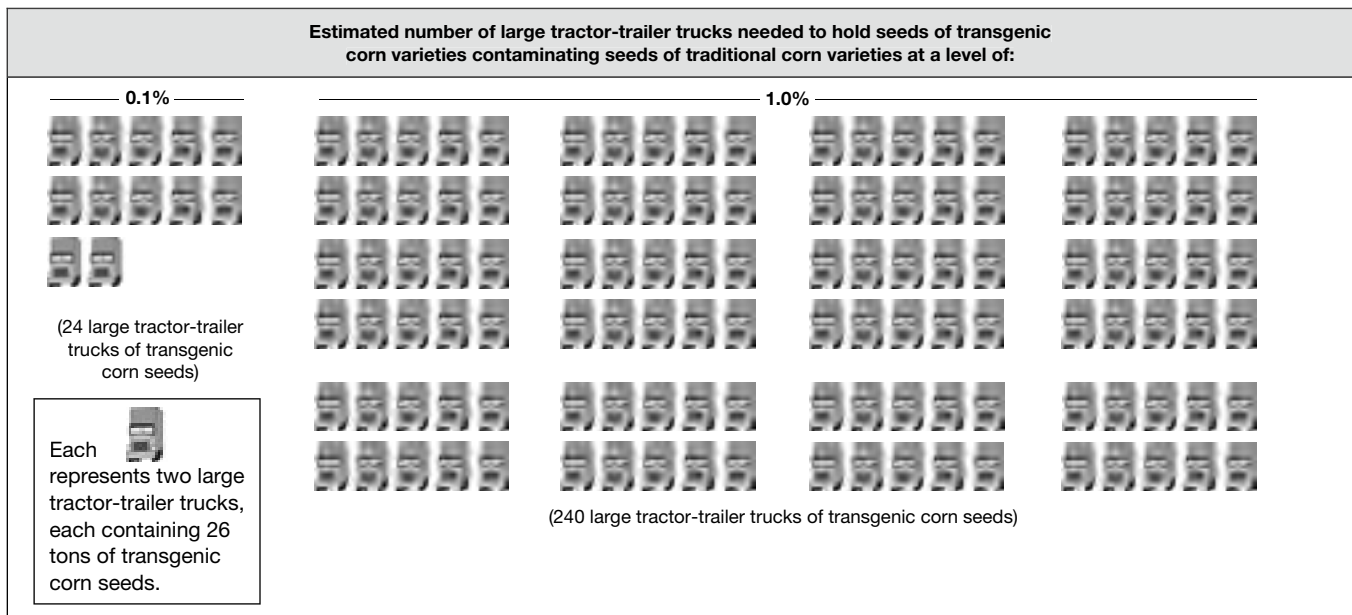 Estimated number of large tractor-trailer trucks needed to hold seeds of transgenic
corn varieties contaminating seeds of traditional corn varieties at a level of:
0.1%
1.0%
(24 large tractor-trailer
trucks of transgenic
corn seeds)
Each
represents two large
tractor-trailer trucks,
each containing 26
tons of transgenic
corn seeds.
(240 large tractor-trailer trucks of transgenic corn seeds)